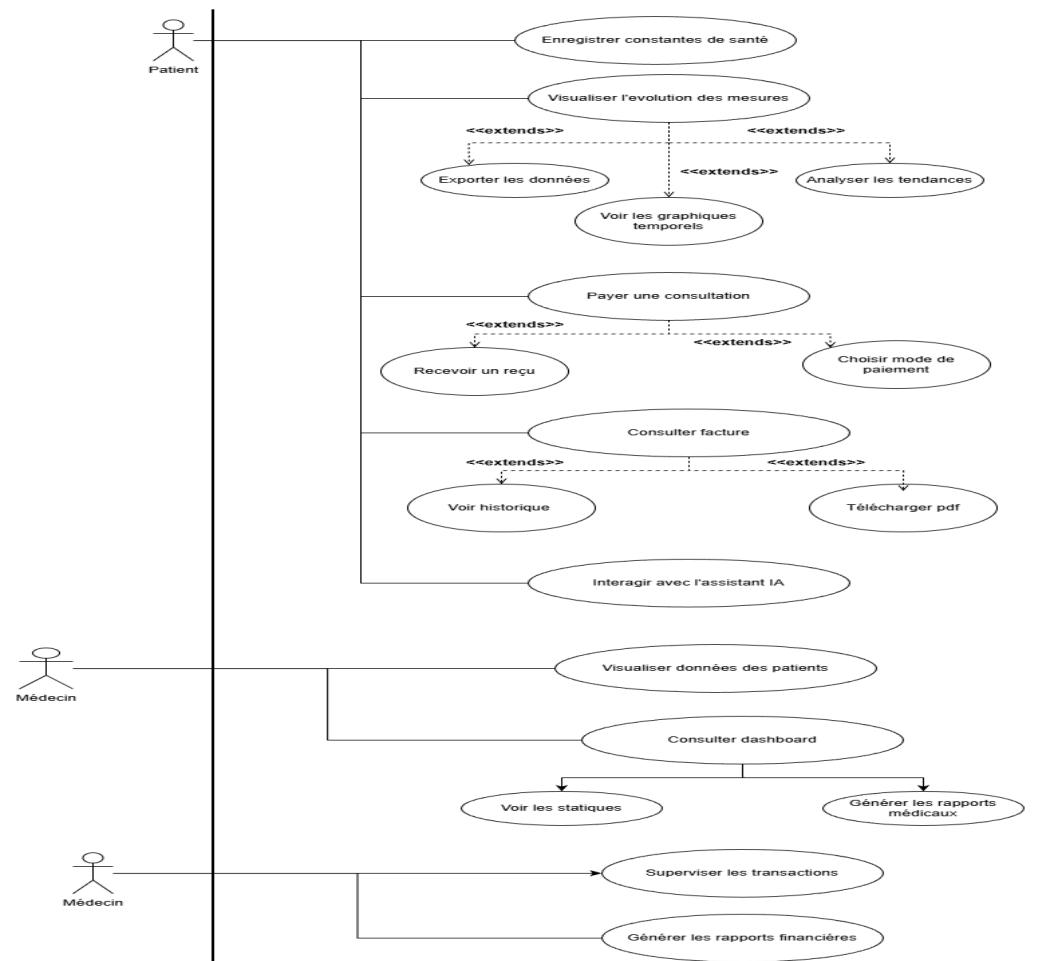 Enregistrer constantes de santé
Patient
Visualiser l'evolution des mesures
<<extends>>
<<extends>>
<<extends>>
Exporter les données
Analyser les tendances
Voir les graphiques
temporels
Payer une consultation
<<extends>>
<<extends>>
Recevoir un reçu
Choisir mode de
paiement
Consulter facture
<<extends>>
<<extends>>
Voir historique
Télécharger pdf
Interagir avec l'assistant IA
Visualiser données des patients
Médecin
Consulter dashboard
Voir les statiques
Générer les rapports
médicaux
Superviser les transactions
Médecin
Générer les rapports financiéres